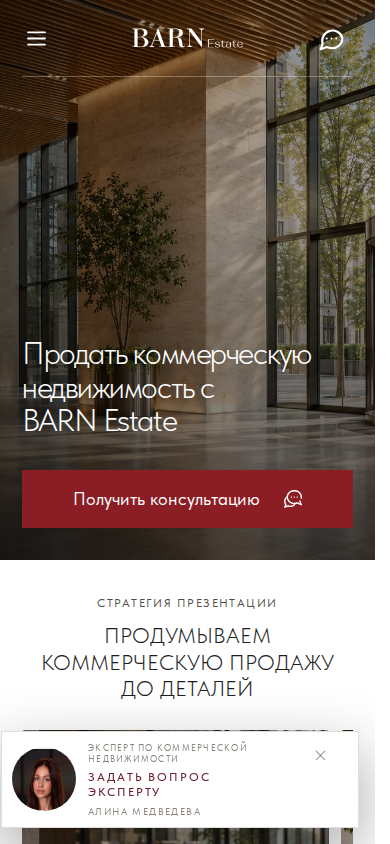 BARN Estate
Продать коммерческую
недвижимость с
BARN Estate
Получить консультацию
СТРАТЕГИЯ ПРЕЗЕНТАЦИИ
ПРОДУМЫВАЕМ
КОММЕРЧЕСКУЮ ПРОДАЖУ
ДО ДЕТАЛЕЙ
ЭКСПЕРТ ПО КОММЕРЧЕСКОЙ
НЕДВИЖИМОСТИ
ЗАДАТЬ ВОПРОС
ЭКСПЕРТУ
АЛИНА МЕДВЕДЕВА